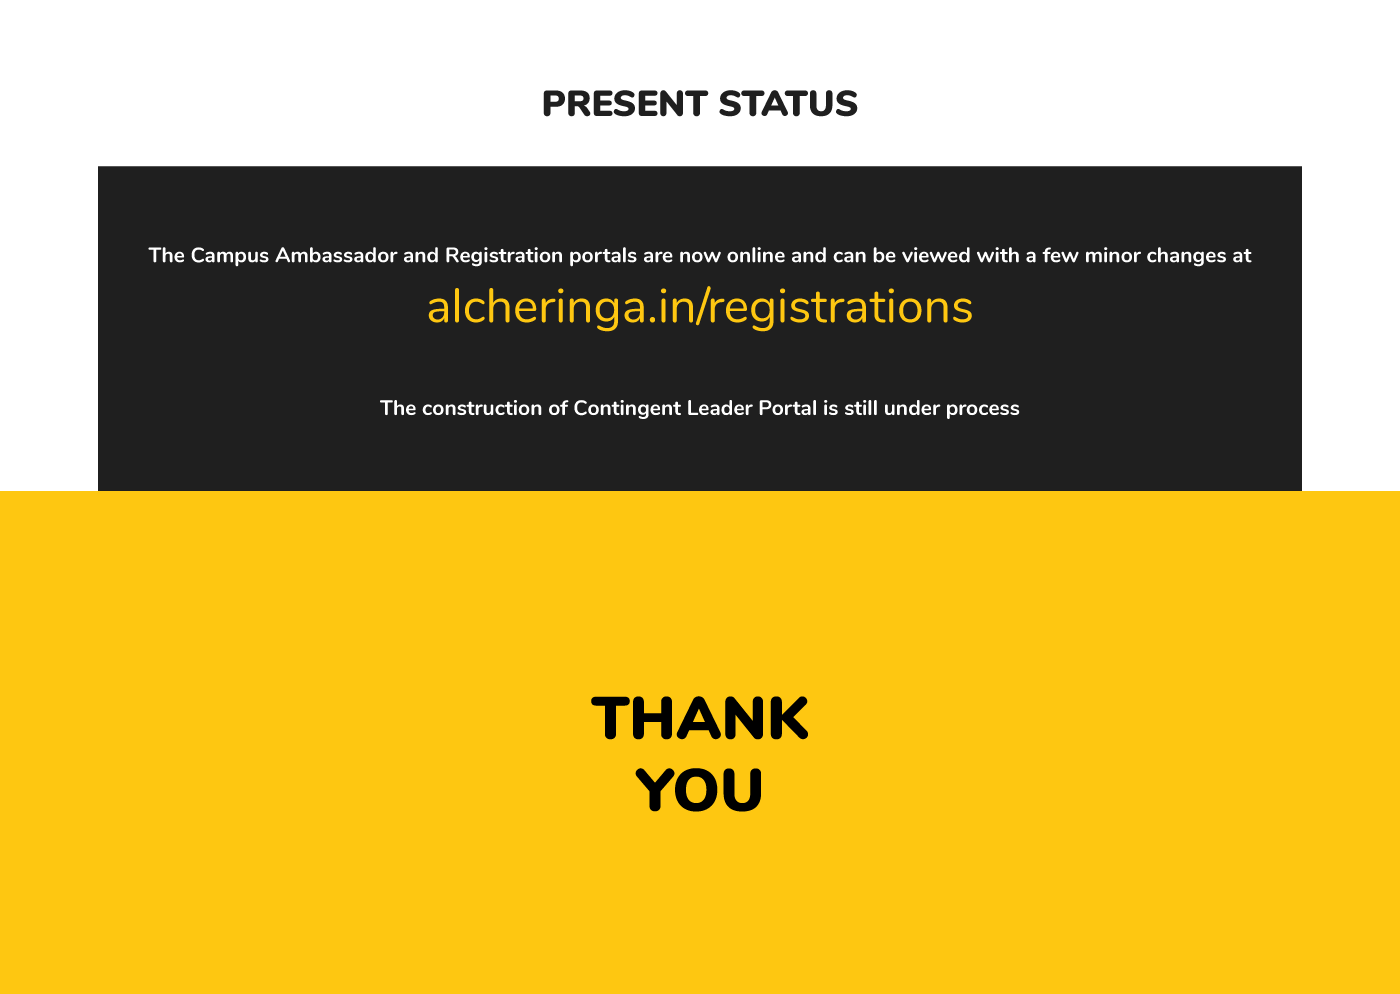 PRESENT STATUS
The Campus Ambassador and Registration portals are now online and can be viewed with a few minor changes at
alcheringa.in/registrations
The construction of Contingent Leader Portal is still under process
THANK
YOU